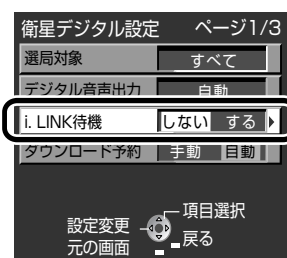 衛星デジタル設定 ページ1/3
選局対象 すべて
デジタル音声出力 自動
i. LINK待機 しない する
ダウンロード予約 手動 自動
項目選択
設定変更
元の画面 戻る